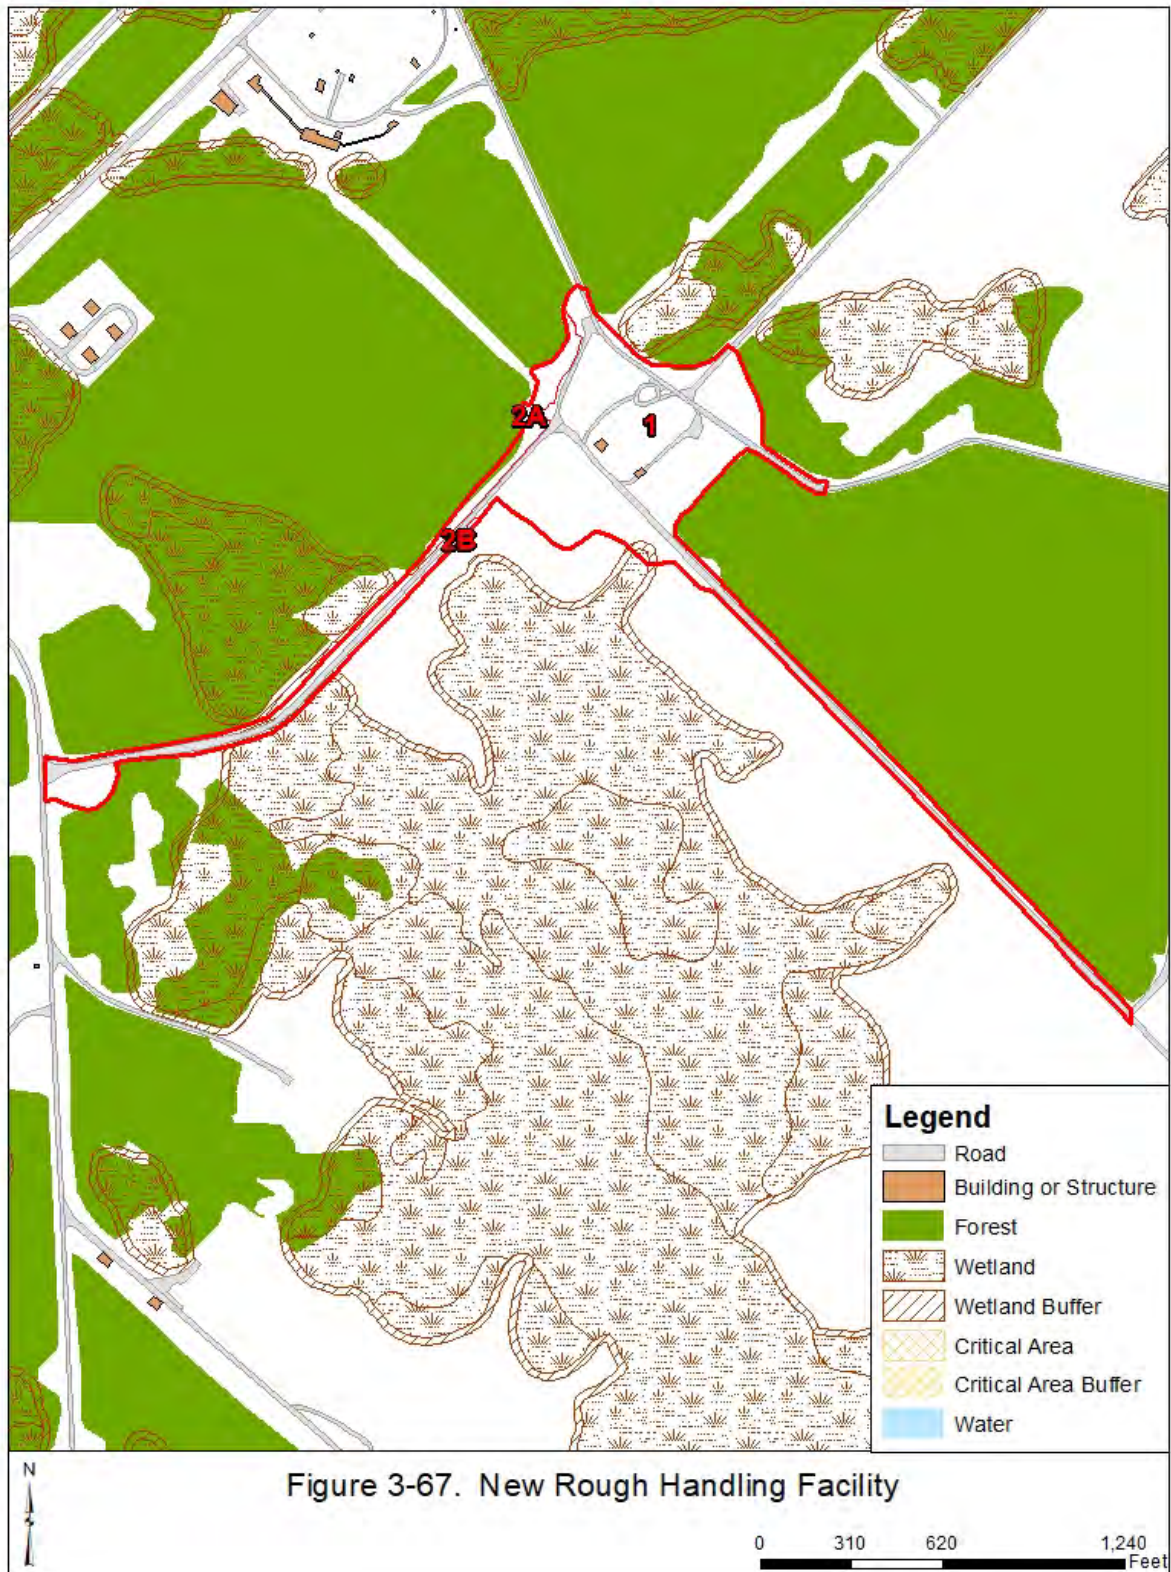 2A
1
2B
Legend
Road
Building or Structure
Forest
Wetland
Wetland Buffer
Critical Area
Critical Area Buffer
Water
N
S
Figure 3-67. New Rough Handling Facility
0 310 620 1,240
Feet